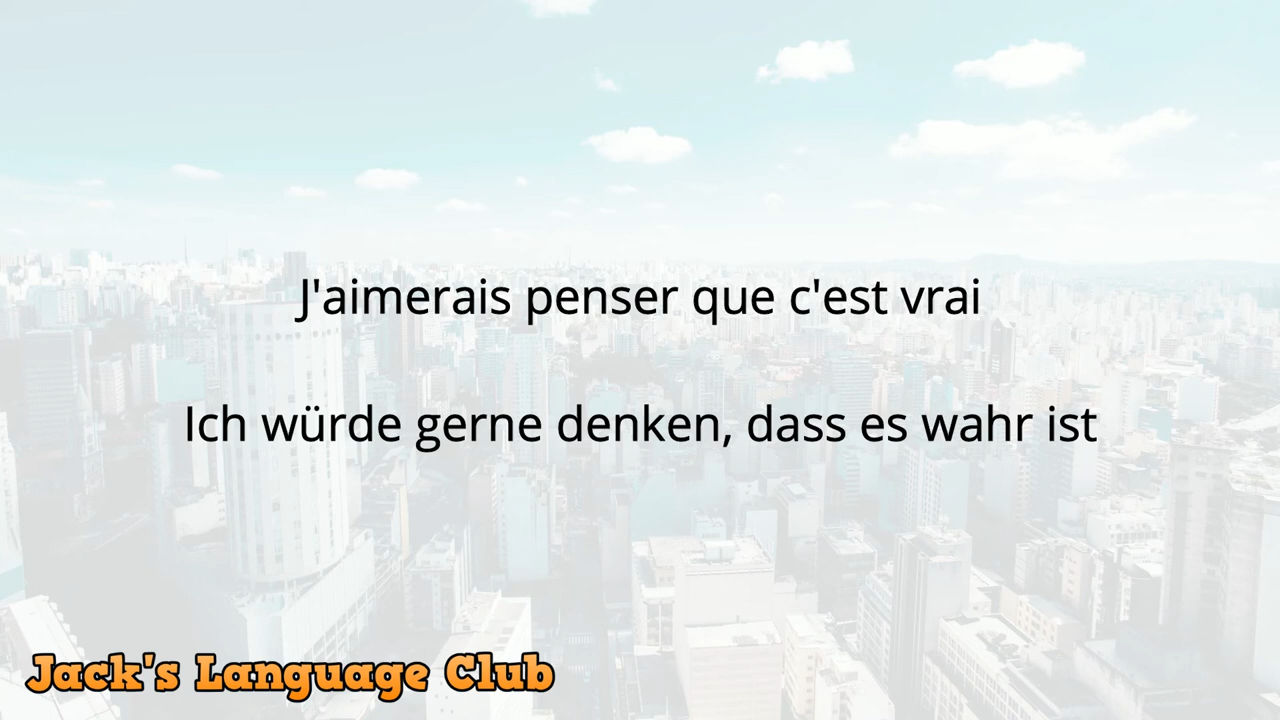 J'aimerais penser que c'est vrai
Ich würde gerne denken, dass es wahr ist
Jack's Language Club